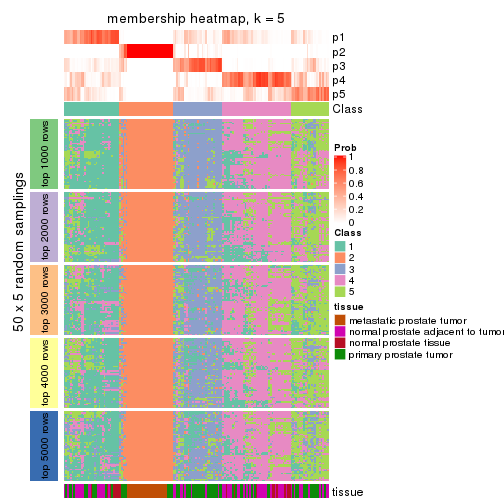 membership heatmap, k = 5
p1
p2
p3
p4
p5
Class
50 x 5 random samplings
top 1000 rows
top 2000 rows
top 3000 rows
top 4000 rows
top 5000 rows
Prob
1
0.8
0.6
0.4
0.2
0
Class
1
2
3
4
5
tissue
metastatic prostate tumor
normal prostate adjacent to tumor
normal prostate tissue
primary prostate tumor
tissue